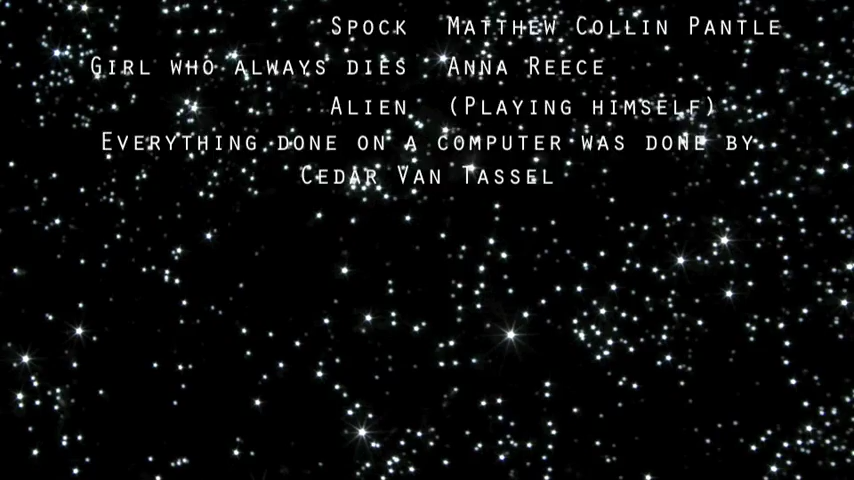 Spock Matthew Collin Pantle
Girl who always dies Anna Reece
Alien (Playing himself)
Everything done on a computer was done by
Cedar Van Tassel